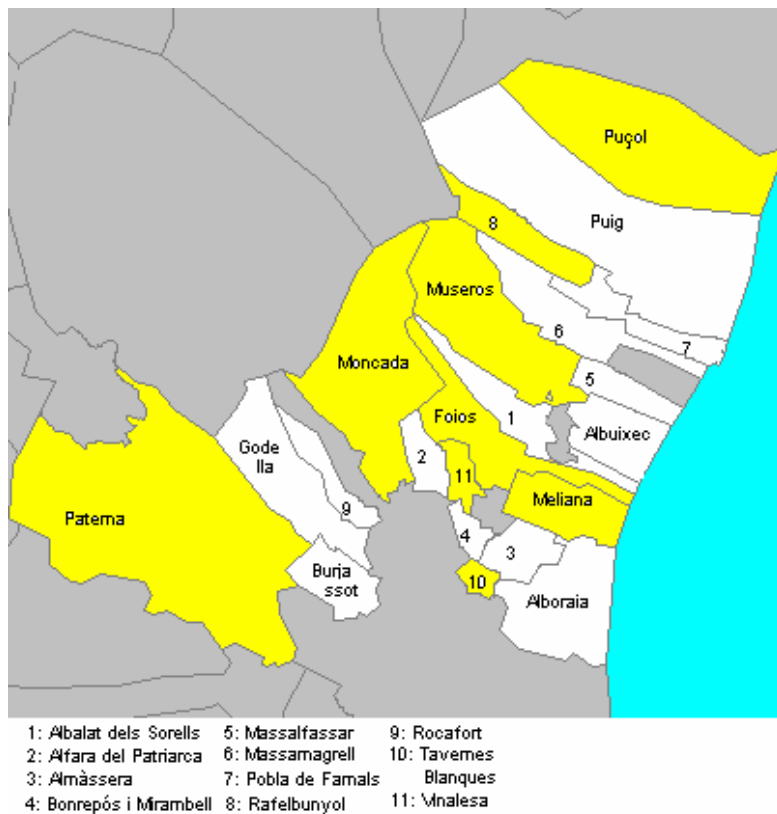 Puçol
Puig
8
Museros
6
7
Moncada
5
4
Foios
1
Albuixec
Gode
lla
2
11
Meliana
9
Paterna
4
3
Burja
ssot
10
Alboraia
1: Albalat dels Sorells
2: Alfara del Patriarca
3: Almàssera
4: Bonrepós i Mirambell
5: Massalfassar
6: Massamagrell
7: Pobla de Famals
8: Rafelbunyol
9: Rocafort
10: Tavernes
Blanques
11: Vinalesa